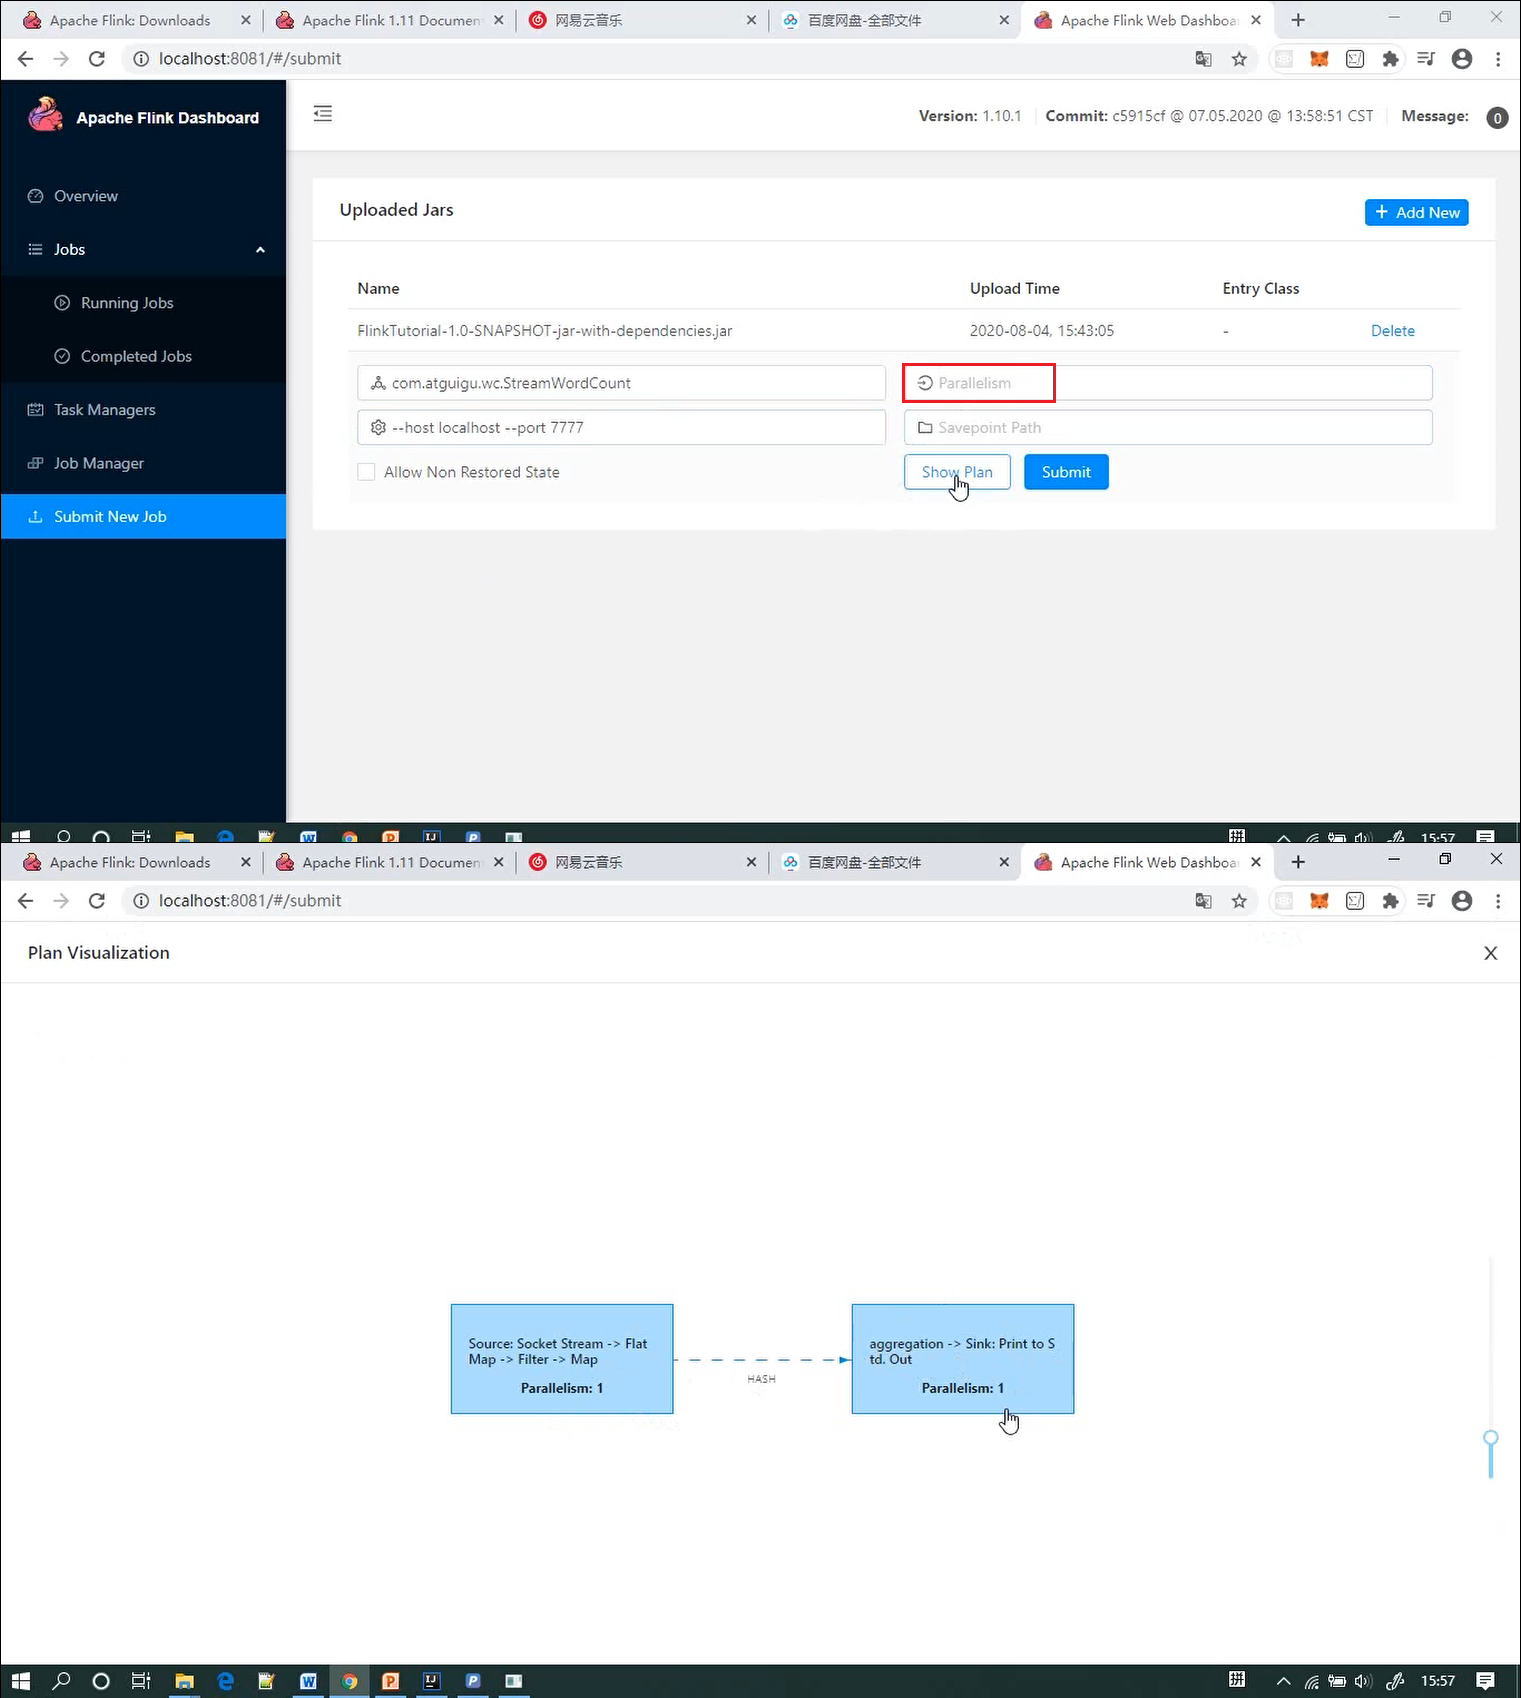 Apache Flink: Downloads
Apache Flink 1.11 Documen
网易云音乐
百度网盘-全部文件
Apache Flink Web Dashboa
localhost:8081/#/submit
Apache Flink Dashboard
Version: 1.10.1
Commit: c5915cf @ 07.05.2020 @ 13:58:51 CST
Message: 0
Overview
Jobs
Running Jobs
Completed Jobs
Task Managers
Job Manager
Submit New Job
Uploaded Jars
+ Add New
Name Upload Time Entry Class
FlinkTutorial-1.0-SNAPSHOT-jar-with-dependencies.jar 2020-08-04, 15:43:05 - Delete
com.atguigu.wc.StreamWordCount Parallelism
--host localhost --port 7777 Savepoint Path
Allow Non Restored State Show Plan Submit
拼 15:57
Apache Flink: Downloads
Apache Flink 1.11 Documen
网易云音乐
百度网盘-全部文件
Apache Flink Web Dashboa
localhost:8081/#/submit
Plan Visualization X
Source: Socket Stream -> Flat
Map -> Filter -> Map
Parallelism: 1
HASH
aggregation -> Sink: Print to S
td. Out
Parallelism: 1
拼 15:57